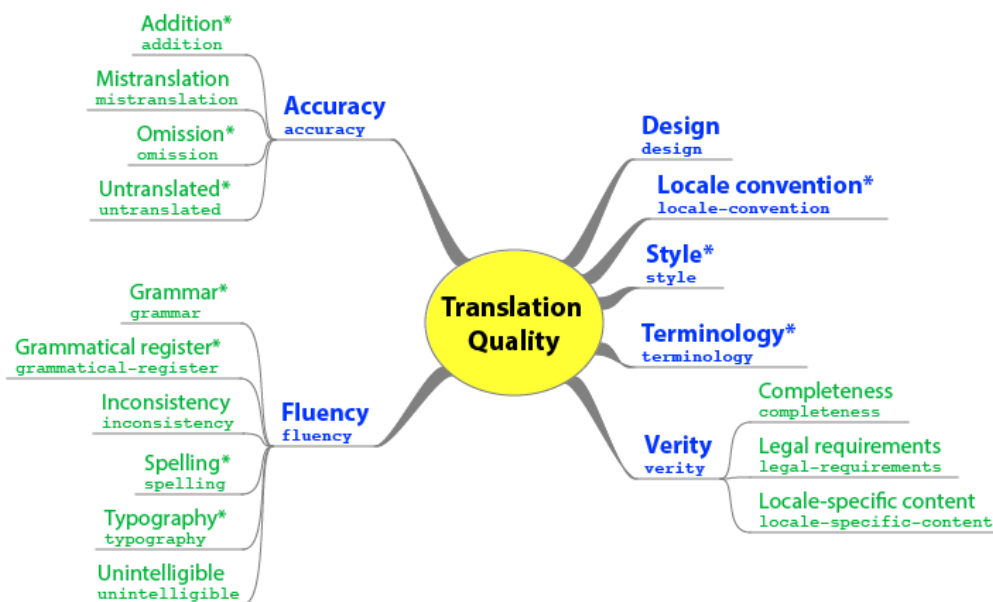 Addition*
addition
Mistranslation
mistranslation
Omission*
omission
Untranslated*
untranslated
Accuracy
accuracy
Grammar*
grammar
Grammatical register*
grammatical-register
Inconsistency
inconsistency
Spelling*
spelling
Typography*
typography
Unintelligible
unintelligible
Fluency
fluency
Translation
Quality
Design
design
Locale convention*
locale-convention
Style*
style
Terminology*
terminology
Verity
verity
Completeness
completeness
Legal requirements
legal-requirements
Locale-specific content
locale-specific-content